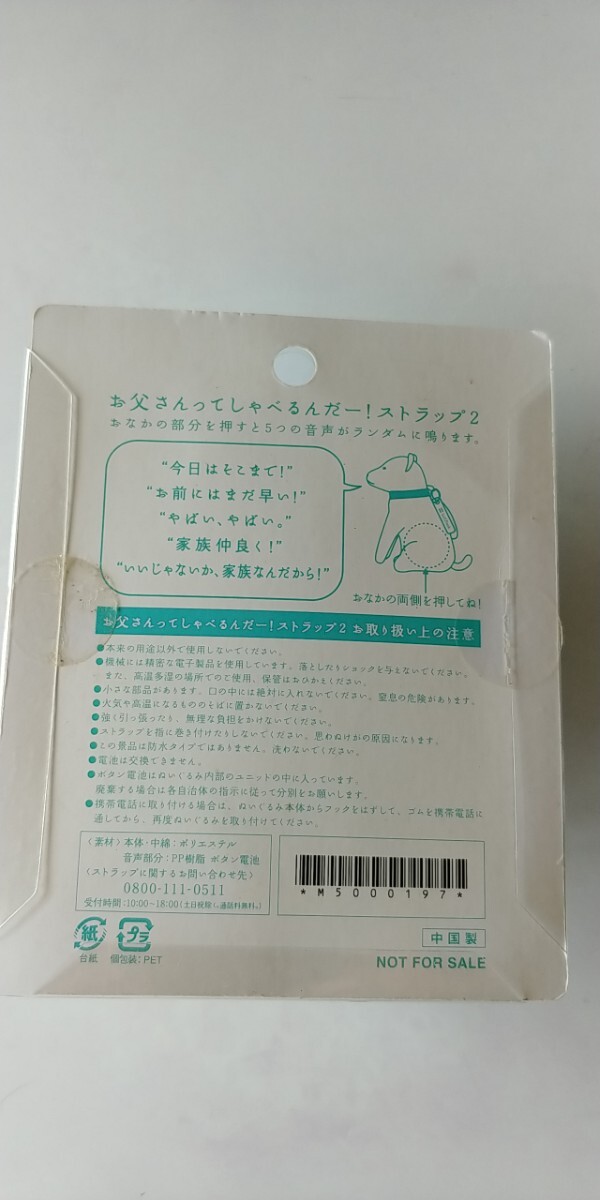 お父さんってしゃべるんだー!ストラップ2
おなかの部分を押すと5つの音声がランダムに鳴ります。
“今日はそこまで!”
“お前にはまだ早い!”
“やばい、やばい。”
“家族仲良く!”
“いいじゃないか、家族なんだから!”
おなかの両側を押してね!
お父さんってしゃべるんだー!ストラップ2 お取り扱い上の注意
●本来の用途以外で使用しないでください。
●機械には精密な電子製品を使用しています。落としたりショックを与えないでください。
また、高温多湿の場所でのご使用、保管はおひかえください。
●小さな部品があります。口の中には絶対に入れないでください。窒息の危険があります。
●火気や高温になるもののそばに置かないでください。
●強く引っ張ったり、無理な負担をかけないでください。
●ストラップを指に巻き付けたりしないでください。思わぬけがの原因になります。
●この景品は防水タイプではありません。洗わないでください。
●電池は交換できません。
●ボタン電池はぬいぐるみ内部のユニットの中に入っています。
廃棄する場合は各自治体の指示に従って分別をお願いします。
●携帯電話に取り付ける場合は、ぬいぐるみ本体からフックをはずして、ゴムを携帯電話に
通してから、再度ぬいぐるみを取り付けてください。
〈素材〉本体・中綿:ポリエステル
音声部分:PP樹脂 ボタン電池
〈ストラップに関するお問い合わせ先〉
0800-111-0511
受付時間:10:00~18:00(土日祝除く・通話料無料)
*M5000197*
紙
プラ
台紙 個包装:PET
中国製
NOT FOR SALE